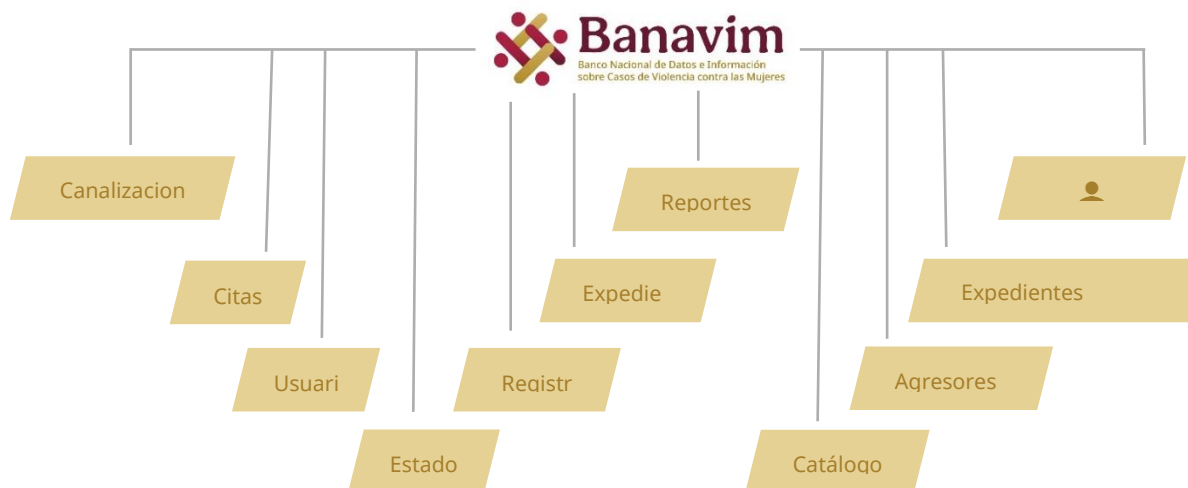 Banavim
Banco Nacional de Datos e Información
sobre Casos de Violencia contra las Mujeres
Canalizacion
Reportes
Citas
Expedie
Expedientes
Usuari
Registr
Agresores
Estado
Catálogo